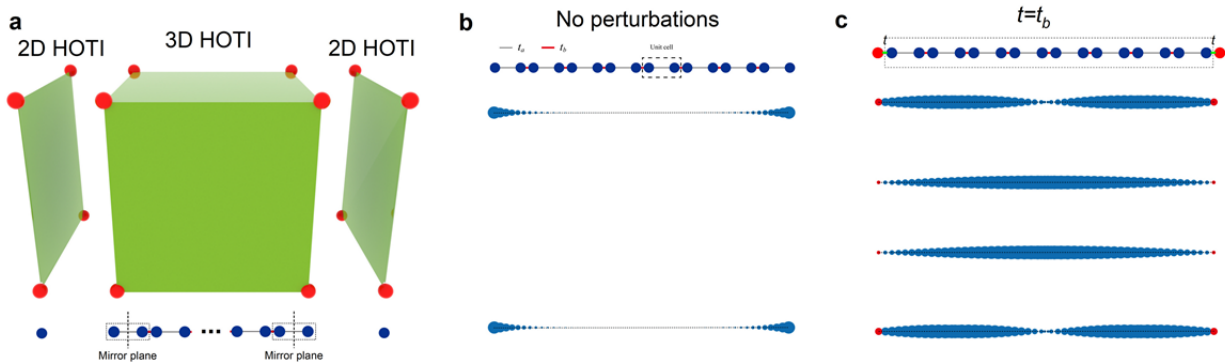 a
2D HOTI
3D HOTI
2D HOTI
...
Mirror plane
Mirror plane
b
No perturbations
t_a
t_b
Unit cell
c
t=t_b
t
t